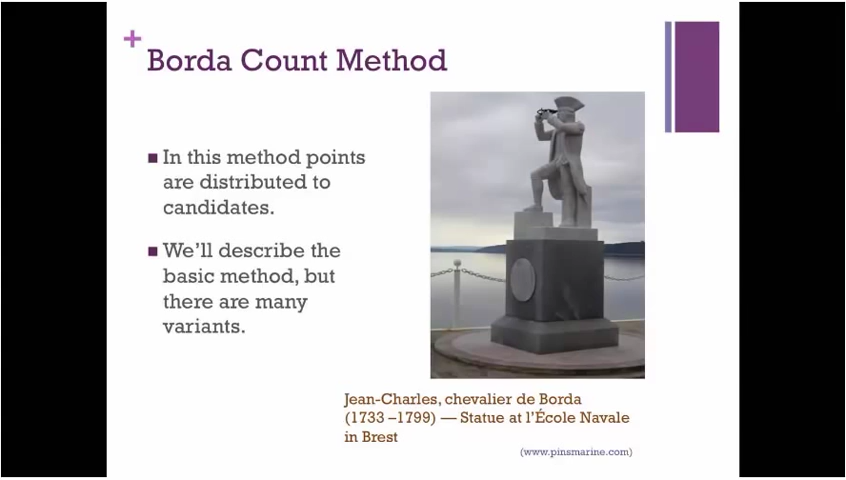 Borda Count Method
In this method points
are distributed to
candidates.
We'll describe the
basic method, but
there are many
variants.
Jean-Charles, chevalier de Borda
(1733 –1799) — Statue at l'École Navale
in Brest
(www.pinsmarine.com)